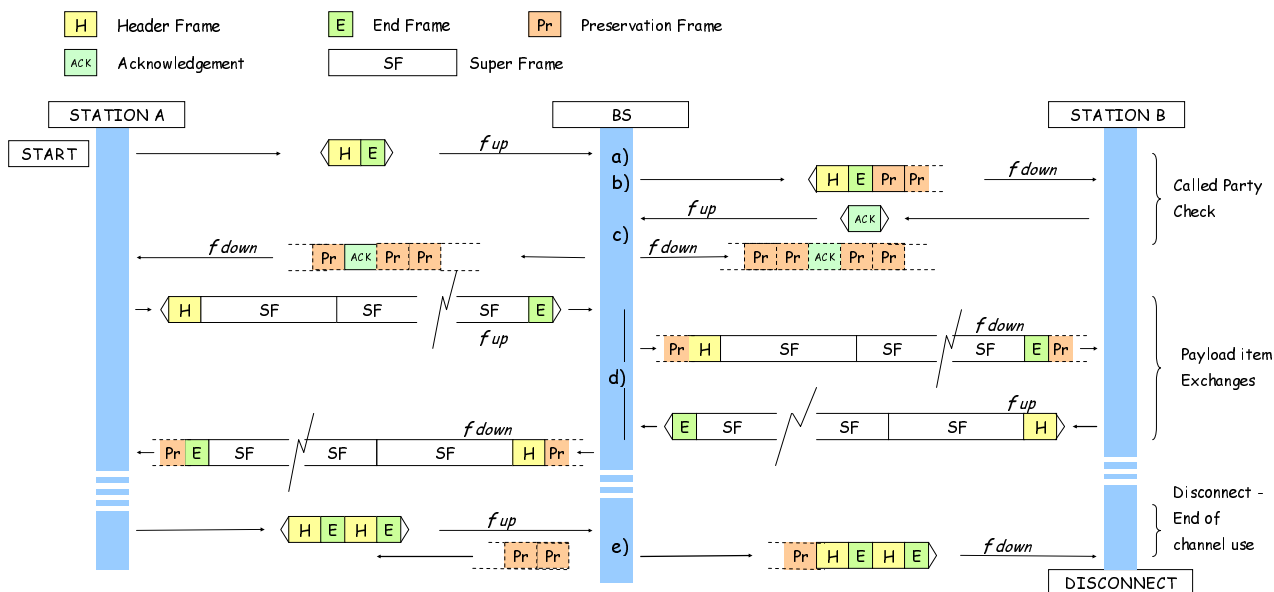 H Header Frame E End Frame Pr Preservation Frame
ACK Acknowledgement SF Super Frame
STATION A BS STATION B
START H E f up a)
b) H E Pr Pr f down
Called Party
Check
f up ACK
c)
f down Pr ACK Pr Pr f down Pr Pr ACK Pr Pr
H SF SF SF E
f up
f down
Pr H SF SF SF E Pr
Payload item
Exchanges
d)
f up
E SF SF SF H
f down
Pr E SF SF SF H Pr
Disconnect -
End of
channel use
H E H E f up
e)
Pr Pr Pr H E H E f down
DISCONNECT